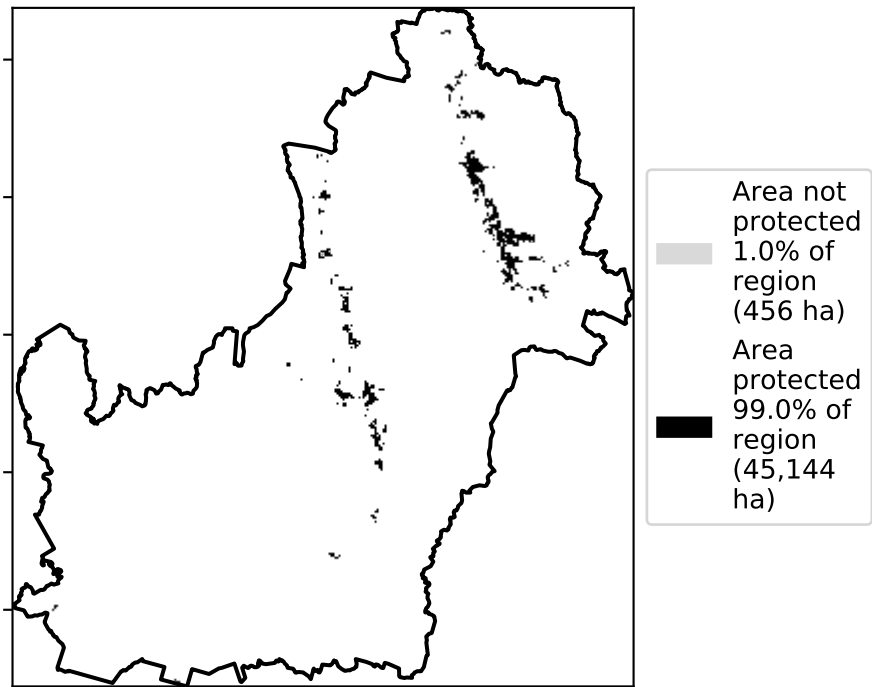 Area not
protected
1.0% of
region
(456 ha)
Area
protected
99.0% of
region
(45,144
ha)